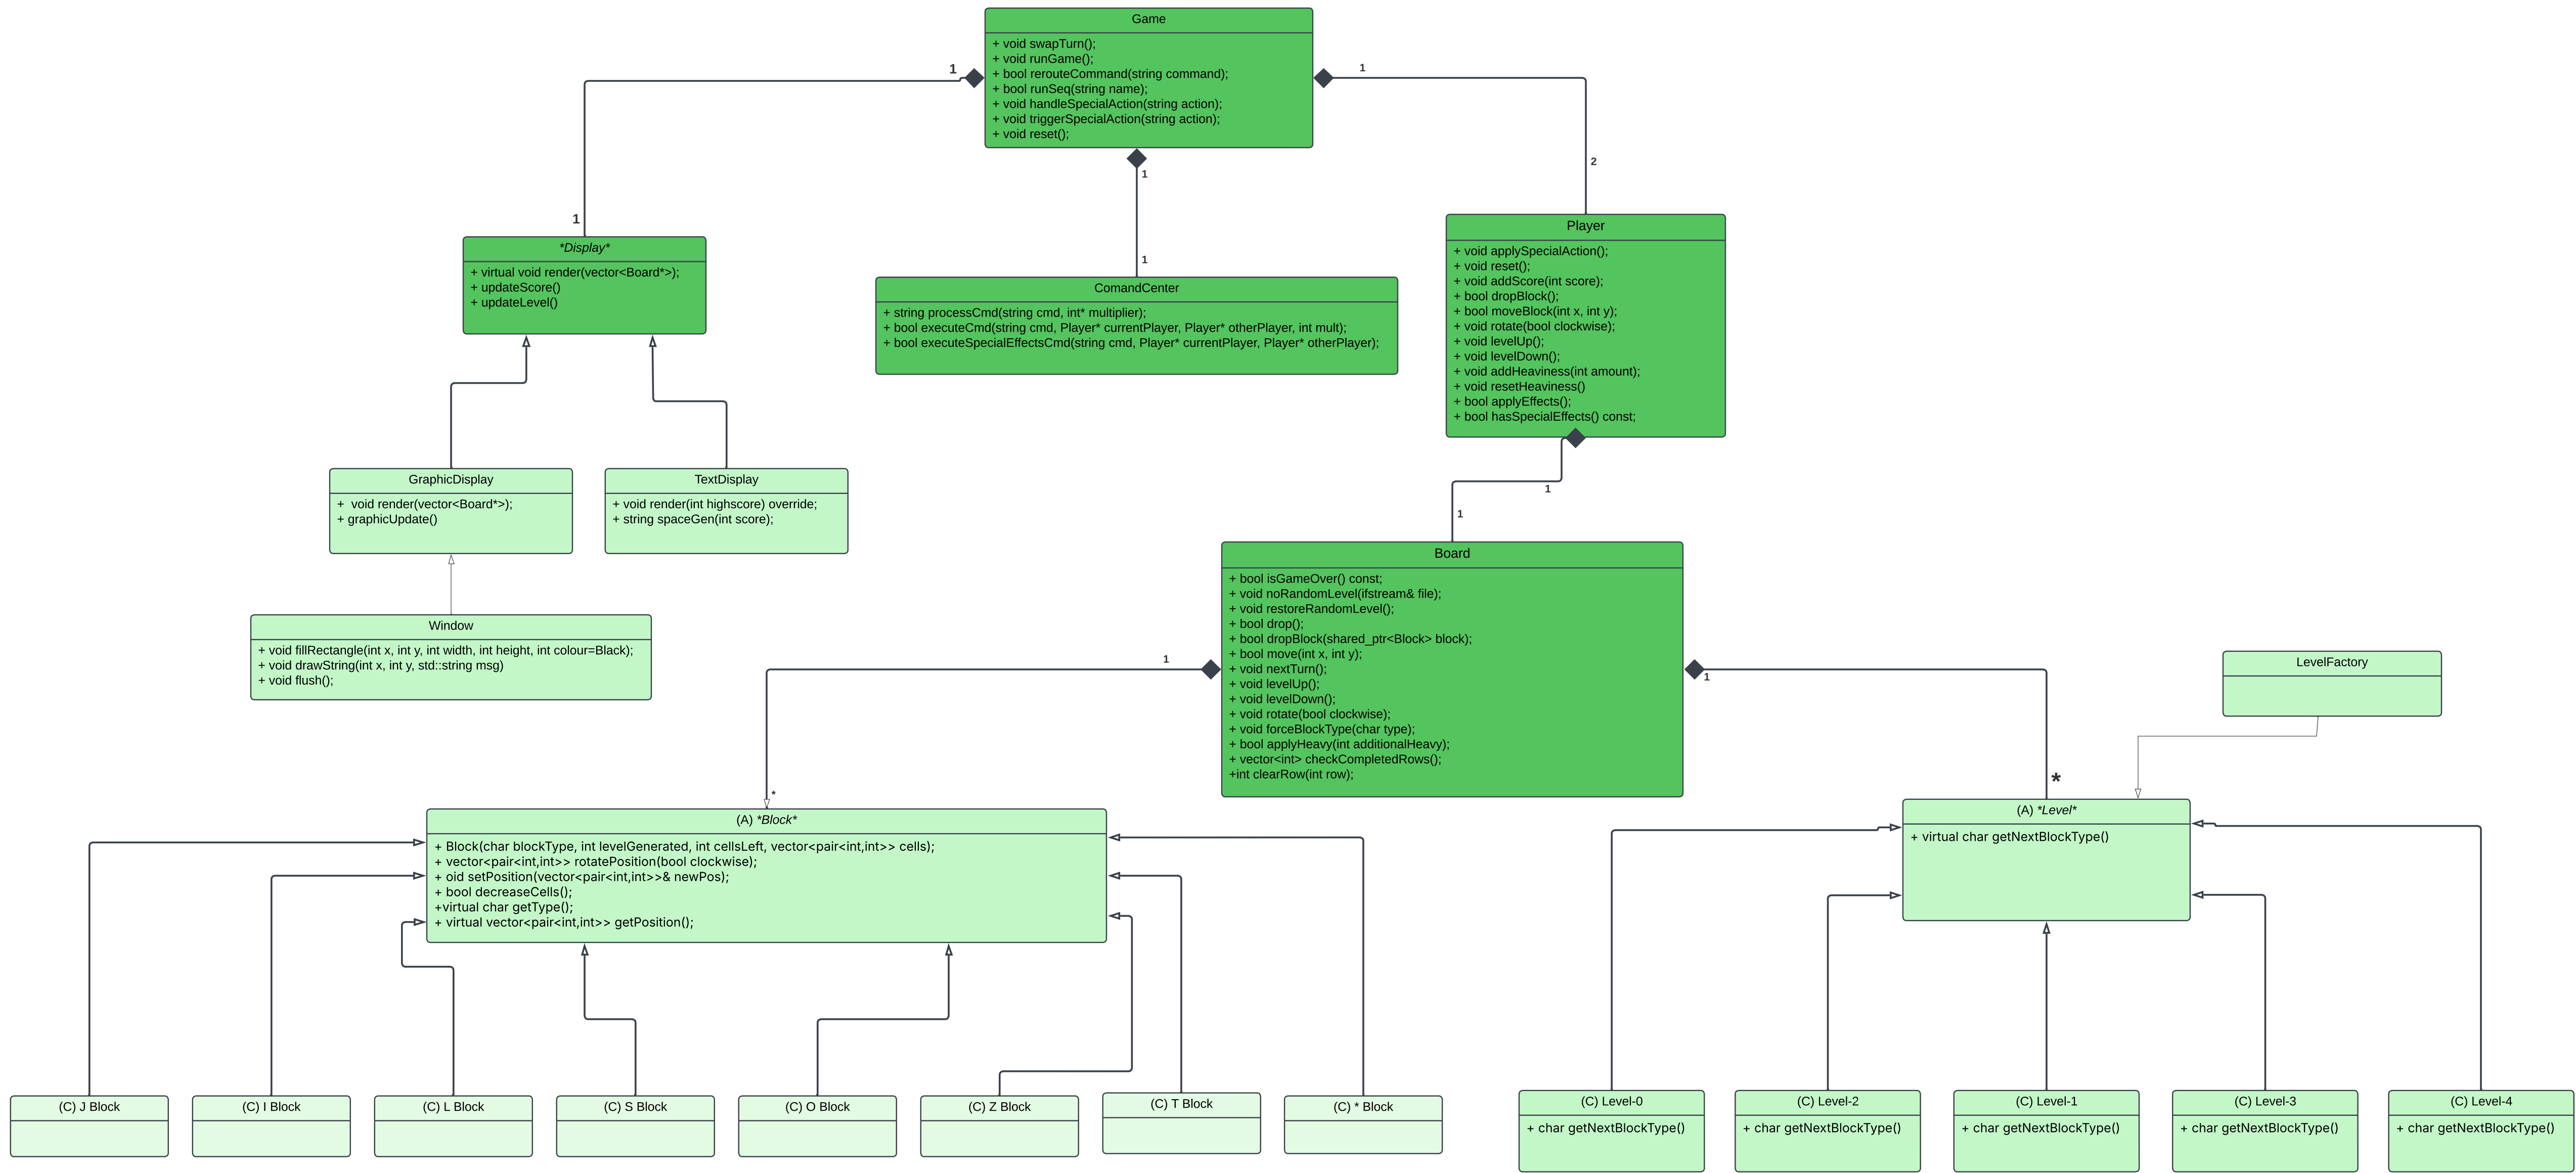 Game
+ void swapTurn();
+ void runGame();
+ bool rerouteCommand(string command);
+ bool runSeq(string name);
+ void handleSpecialAction(string action);
+ void triggerSpecialAction(string action);
+ void reset();
1
1
1
1
1
2
*Display*
+ virtual void render(vector<Board*>);
+ updateScore()
+ updateLevel()
ComandCenter
+ string processCmd(string cmd, int* multiplier);
+ bool executeCmd(string cmd, Player* currentPlayer, Player* otherPlayer, int mult);
+ bool executeSpecialEffectsCmd(string cmd, Player* currentPlayer, Player* otherPlayer);
Player
+ void applySpecialAction();
+ void reset();
+ void addScore(int score);
+ bool dropBlock();
+ bool moveBlock(int x, int y);
+ void rotate(bool clockwise);
+ void levelUp();
+ void levelDown();
+ void addHeaviness(int amount);
+ void resetHeaviness()
+ bool applyEffects();
+ bool hasSpecialEffects() const;
1
1
GraphicDisplay
+  void render(vector<Board*>);
+ graphicUpdate()
TextDisplay
+ void render(int highscore) override;
+ string spaceGen(int score);
Window
+ void fillRectangle(int x, int y, int width, int height, int colour=Black);
+ void drawString(int x, int y, std::string msg)
+ void flush();
Board
+ bool isGameOver() const;
+ void noRandomLevel(ifstream& file);
+ void restoreRandomLevel();
+ bool drop();
+ bool dropBlock(shared_ptr<Block> block);
+ bool move(int x, int y);
+ void nextTurn();
+ void levelUp();
+ void levelDown();
+ void rotate(bool clockwise);
+ void forceBlockType(char type);
+ bool applyHeavy(int additionalHeavy);
+ vector<int> checkCompletedRows();
+int clearRow(int row);
1
*
1
*
LevelFactory
(A) *Block*
+ Block(char blockType, int levelGenerated, int cellsLeft, vector<pair<int,int>> cells);
+ vector<pair<int,int>> rotatePosition(bool clockwise);
+ oid setPosition(vector<pair<int,int>>& newPos);
+ bool decreaseCells();
+virtual char getType();
+ virtual vector<pair<int,int>> getPosition();
(A) *Level*
+ virtual char getNextBlockType()
(C) J Block
(C) I Block
(C) L Block
(C) S Block
(C) O Block
(C) Z Block
(C) T Block
(C) * Block
(C) Level-0
+ char getNextBlockType()
(C) Level-2
+ char getNextBlockType()
(C) Level-1
+ char getNextBlockType()
(C) Level-3
+ char getNextBlockType()
(C) Level-4
+ char getNextBlockType()